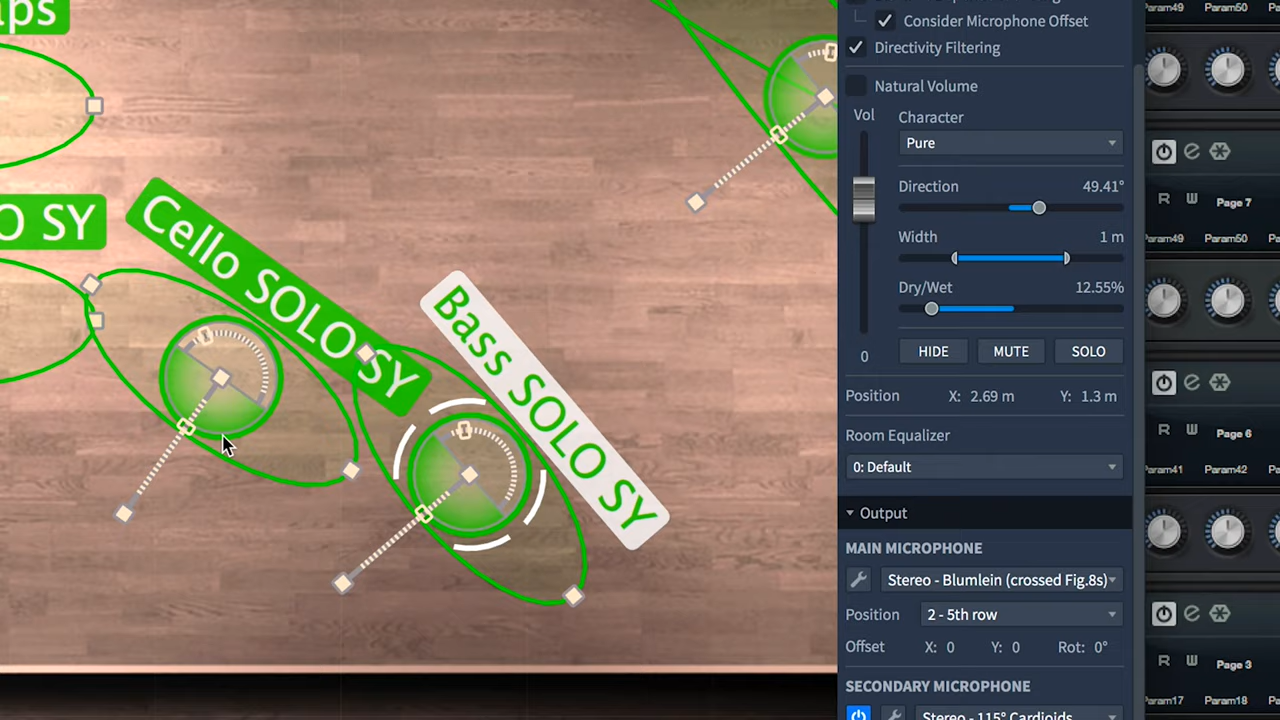 ps
O SY
Cello SOLO SY
Bass SOLO SY
Consider Microphone Offset
Directivity Filtering
Natural Volume
Vol
Character
Pure
Direction 49.41°
Width 1 m
Dry/Wet 12.55%
0
HIDE MUTE SOLO
Position X: 2.69 m Y: 1.3 m
Room Equalizer
0: Default
Output
MAIN MICROPHONE
Stereo - Blumlein (crossed Fig.8s)
Position 2 - 5th row
Offset X: 0 Y: 0 Rot: 0°
SECONDARY MICROPHONE
Stereo - 115° Cardioids
Param49 Param50
R W Page 7
Param49 Param50
R W Page 6
Param41 Param42
R W Page 3
Param17 Param18